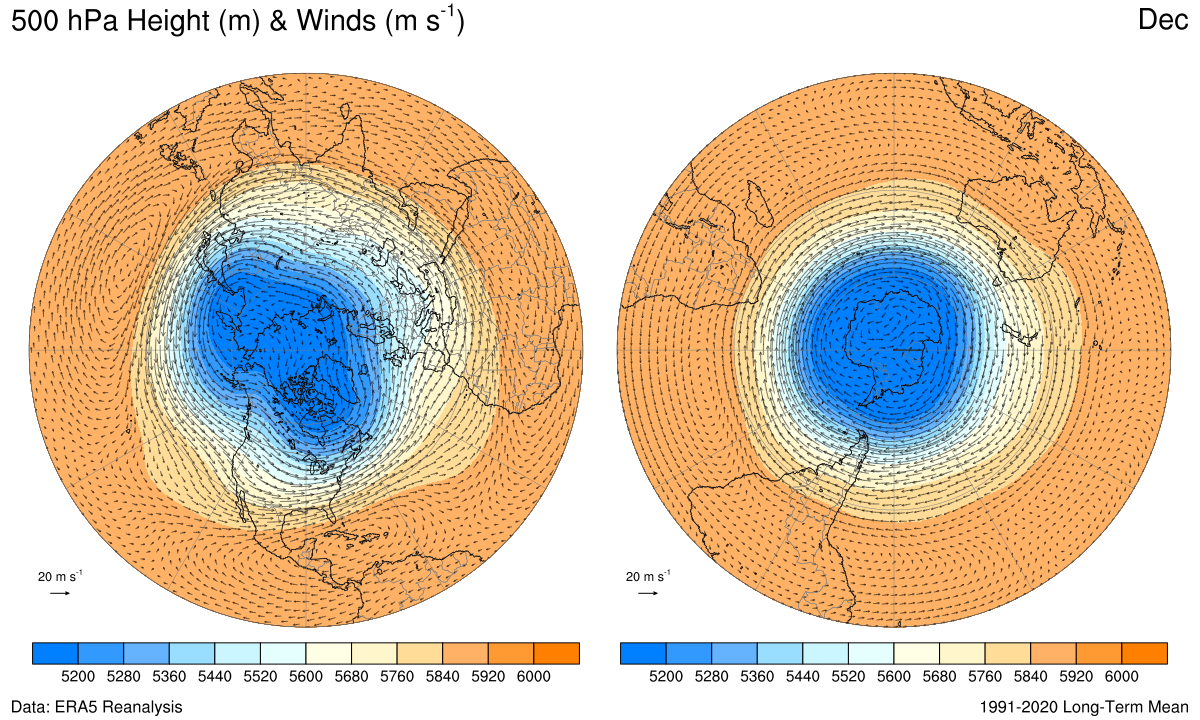 500 hPa Height (m) & Winds (m s-1)
Dec
20 m s-1
20 m s-1
5200 5280 5360 5440 5520 5600 5680 5760 5840 5920 6000
5200 5280 5360 5440 5520 5600 5680 5760 5840 5920 6000
Data: ERA5 Reanalysis
1991-2020 Long-Term Mean